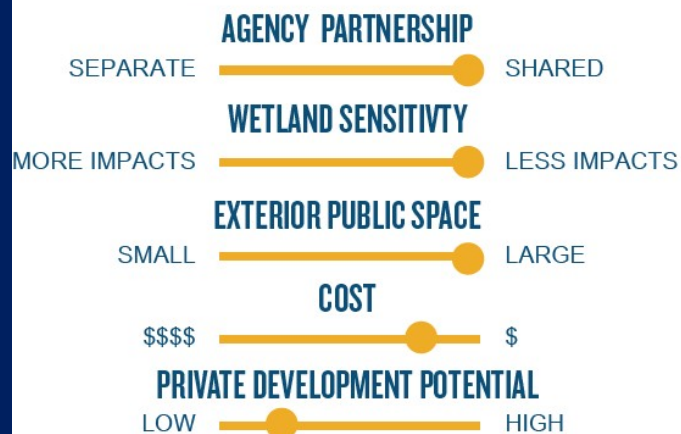 AGENCY PARTNERSHIP
SEPARATE SHARED
WETLAND SENSITIVTY
MORE IMPACTS LESS IMPACTS
EXTERIOR PUBLIC SPACE
SMALL LARGE
COST
$$$$ $
PRIVATE DEVELOPMENT POTENTIAL
LOW HIGH